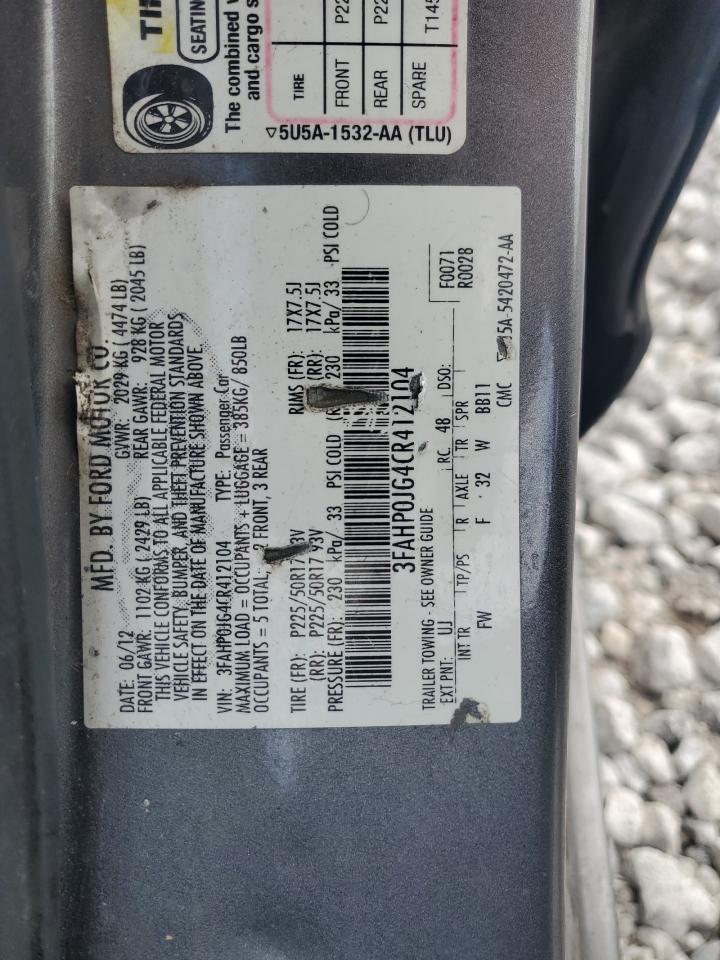 TIR
SEATING
The combined
and cargo
TIRE
FRONT P22
REAR P22
SPARE T145
5U5A-1532-AA (TLU)
MFD. BY FORD MOTOR CO.
DATE: 06/12 GVWR: 2029 KG ( 4474 LB)
FRONT GAWR: 1102 KG ( 2429 LB) REAR GAWR: 928 KG ( 2045 LB)
THIS VEHICLE CONFORMS TO ALL APPLICABLE FEDERAL MOTOR
VEHICLE SAFETY, BUMPER, AND THEFT PREVENTION STANDARDS
IN EFFECT ON THE DATE OF MANUFACTURE SHOWN ABOVE.
VIN: 3FAHP0JG4CR412104 TYPE: Passenger Car
MAXIMUM LOAD = OCCUPANTS + LUGGAGE = 385KG/ 850LB
OCCUPANTS = 5 TOTAL, 2 FRONT, 3 REAR
TIRE (FR): P225/50R17 93V RIMS (FR): 17X7.5J
(RR): P225/50R17 93V (RR): 17X7.5J
PRESSURE (FR): 230 kPa/ 33 PSI COLD 230 kPa/ 33 PSI COLD
3FAHP0JG4CR412104
TRAILER TOWING - SEE OWNER GUIDE F0071
EXT PNT: UJ RC: 48 DSO: R0028
INT TR TP/PS R AXLE TR SPR
FW F 32 W BB11
CMC 5A-5420472-AA